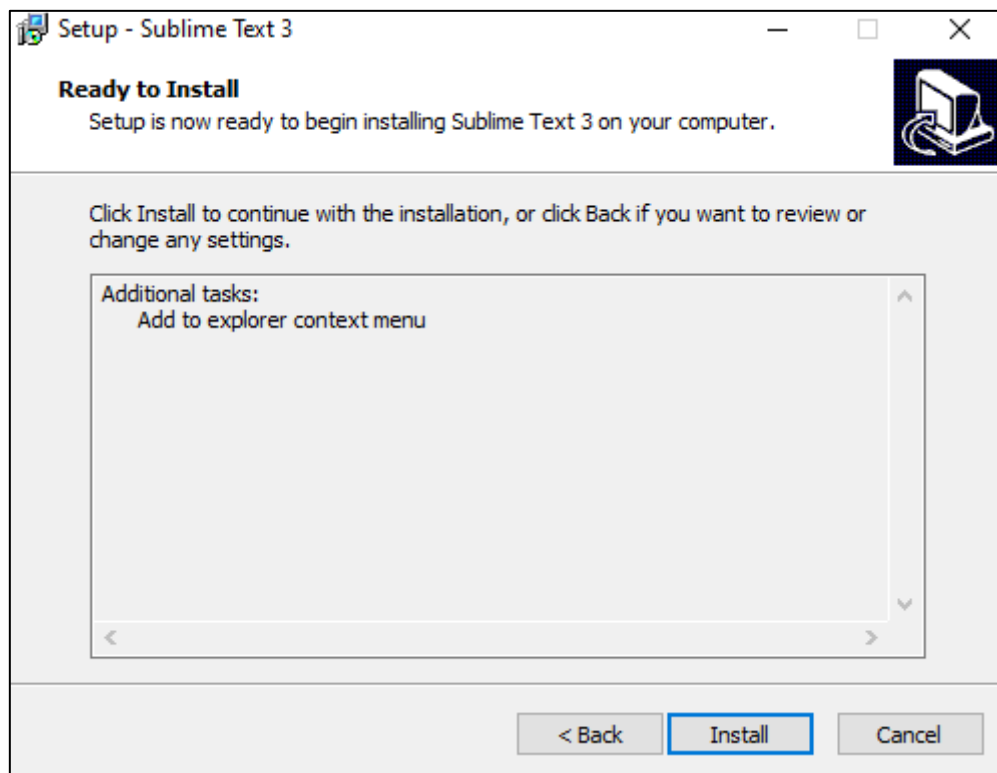 Setup - Sublime Text 3
Ready to Install
Setup is now ready to begin installing Sublime Text 3 on your computer.
Click Install to continue with the installation, or click Back if you want to review or
change any settings.
Additional tasks:
Add to explorer context menu
< Back
Install
Cancel